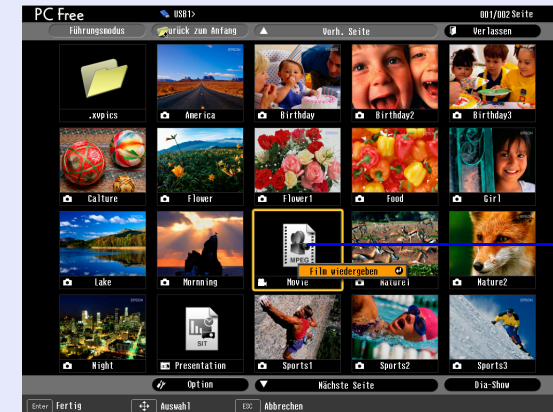 PC Free USB1> 001/002 Seite
Führungsmodus Zurück zum Anfang Vorh. Seite Verlassen
.xvpics America Birthday Birthday2 Birthday3
Calture Flower Flower1 Food Girl
MPEG
Film wiedergeben
Lake Mornning Movie Nature1 Nature2
SIT
Night Presentation Sports1 Sports2 Sports3
Option Nächste Seite Dia-Show
Enter Fertig Auswahl ESC Abbrechen